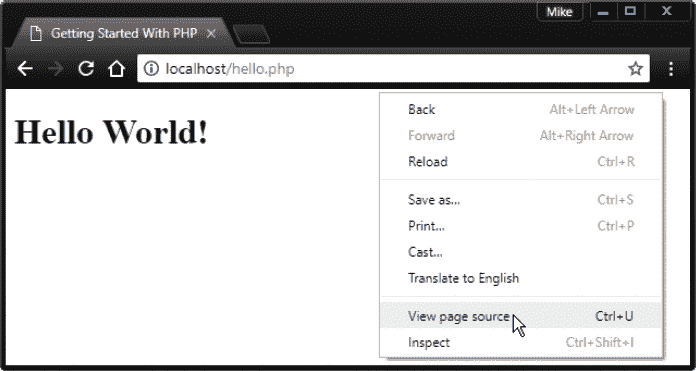 Mike
Getting Started With PHP
localhost/hello.php
Hello World!
Back Alt+Left Arrow
Forward Alt+Right Arrow
Reload Ctrl+R
Save as... Ctrl+S
Print... Ctrl+P
Cast...
Translate to English
View page source Ctrl+U
Inspect Ctrl+Shift+I